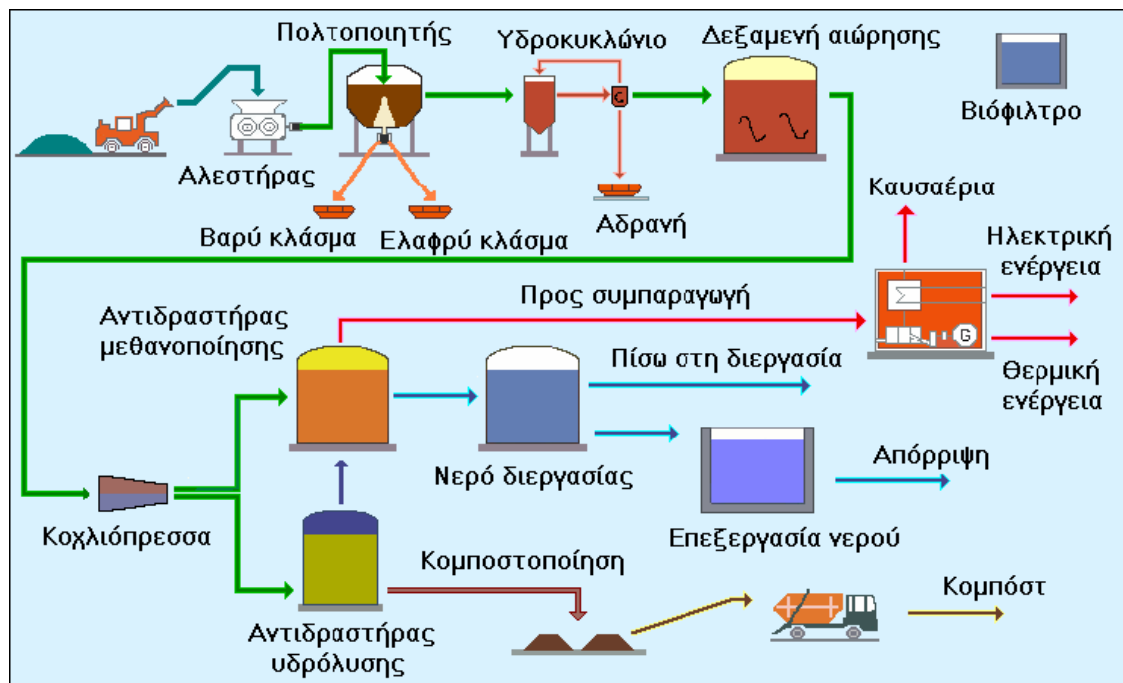 Πολτοποιητής
Υδροκυκλώνιο
Δεξαμενή αιώρησης
Βιόφιλτρο
Αλεστήρας
Βαρύ κλάσμα
Ελαφρύ κλάσμα
Αδρανή
Καυσαέρια
Ηλεκτρική
ενέργεια
Προς συμπαραγωγή
Αντιδραστήρας
μεθανοποίησης
Πίσω στη διεργασία
G
Θερμική
ενέργεια
Νερό διεργασίας
Απόρριψη
Κοχλιόπρεσσα
Επεξεργασία νερού
Κομποστοποίηση
Κομπόστ
Αντιδραστήρας
υδρόλυσης